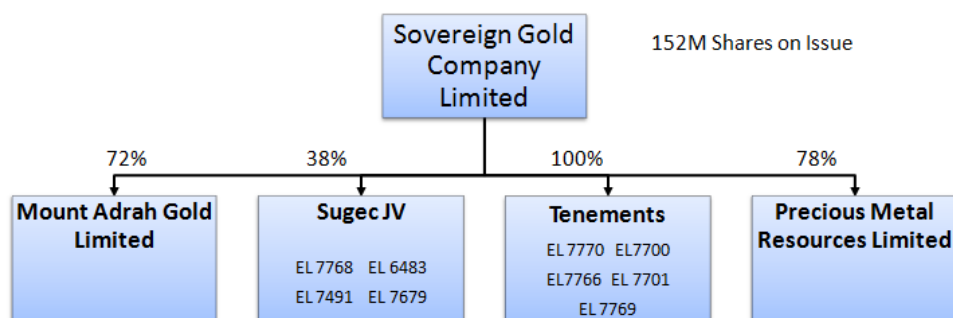 Sovereign Gold
Company
Limited
152M Shares on Issue
72%
38%
100%
78%
Mount Adrah Gold
Limited
Sugec JV
EL 7768 EL 6483
EL 7491 EL 7679
Tenements
EL 7770 EL7700
EL7766 EL 7701
EL 7769
Precious Metal
Resources Limited